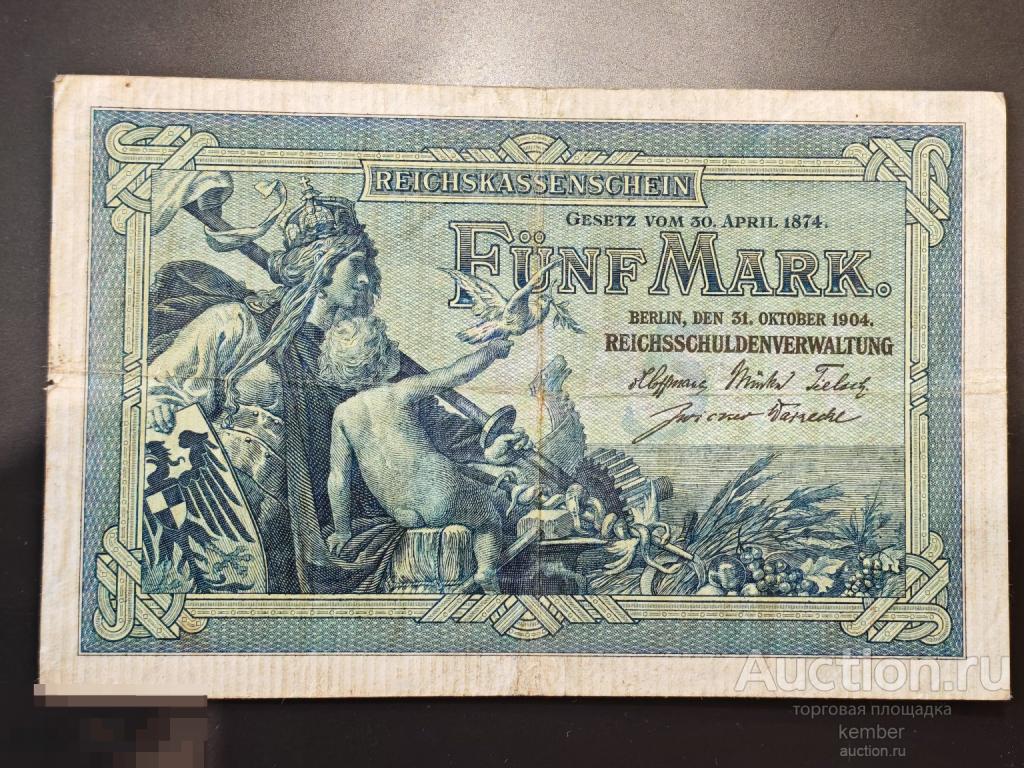 REICHSKASSENSCHEIN
GESETZ VOM 30. APRIL 1874.
FÜNF MARK.
BERLIN, DEN 31. OKTOBER 1904.
REICHSSCHULDENVERWALTUNG
Auction.ru
торговая площадка
kember
auction.ru